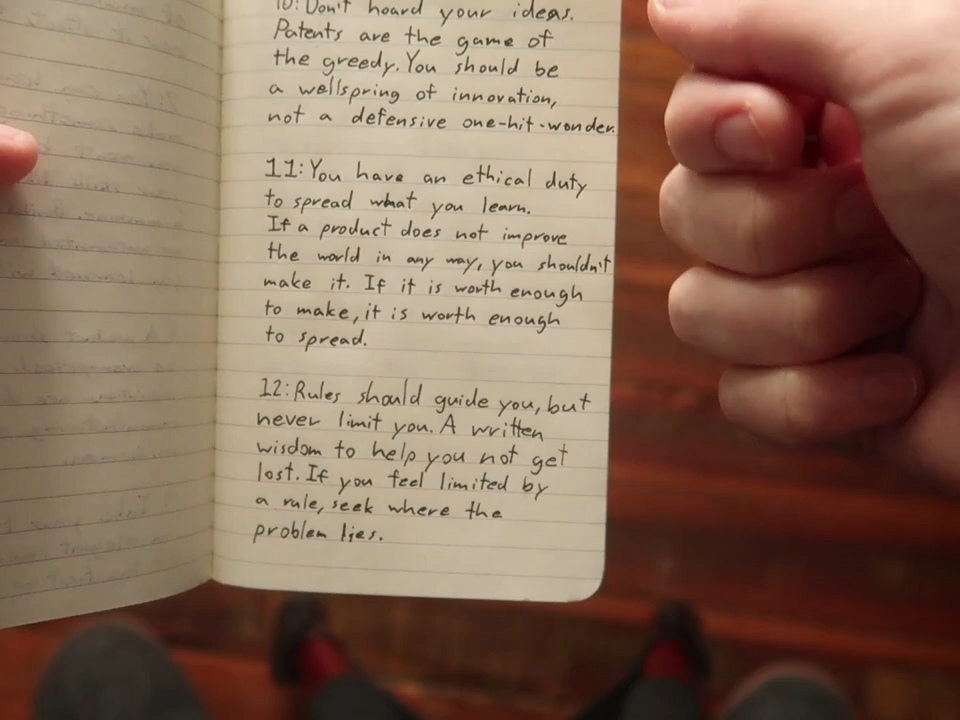 10: Don't hoard your ideas.
Patents are the game of
the greedy. You should be
a wellspring of innovation,
not a defensive one-hit-wonder.
11: You have an ethical duty
to spread what you learn.
If a product does not improve
the world in any way, you shouldn't
make it. If it is worth enough
to make, it is worth enough
to spread.
12: Rules should guide you, but
never limit you. A written
wisdom to help you not get
lost. If you feel limited by
a rule, seek where the
problem lies.